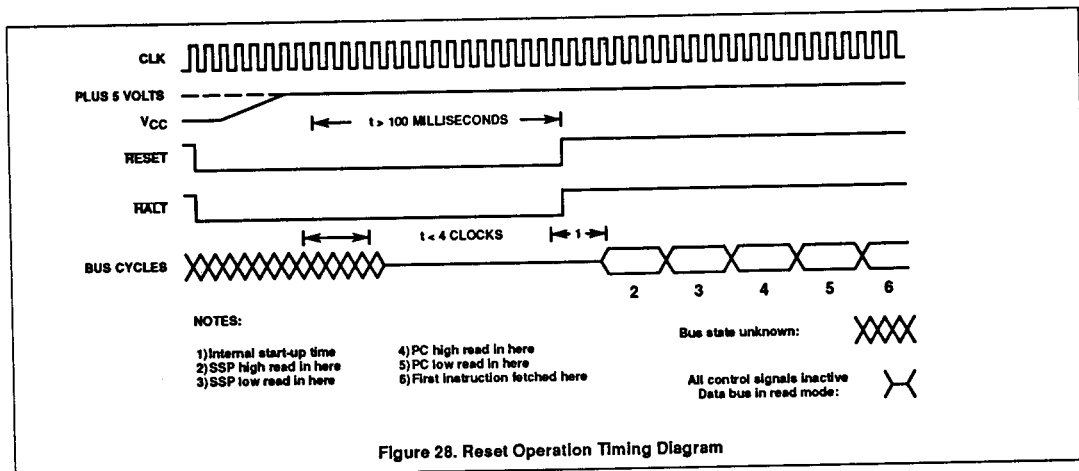 CLK
PLUS 5 VOLTS
VCC
t > 100 MILLISECONDS
RESET
HALT
t < 4 CLOCKS
1
BUS CYCLES
2 3 4 5 6
NOTES:
1)Internal start-up time
2)SSP high read in here
3)SSP low read in here
4)PC high read in here
5)PC low read in here
6)First instruction fetched here
Bus state unknown:
All control signals inactive
Data bus in read mode:
Figure 28. Reset Operation Timing Diagram